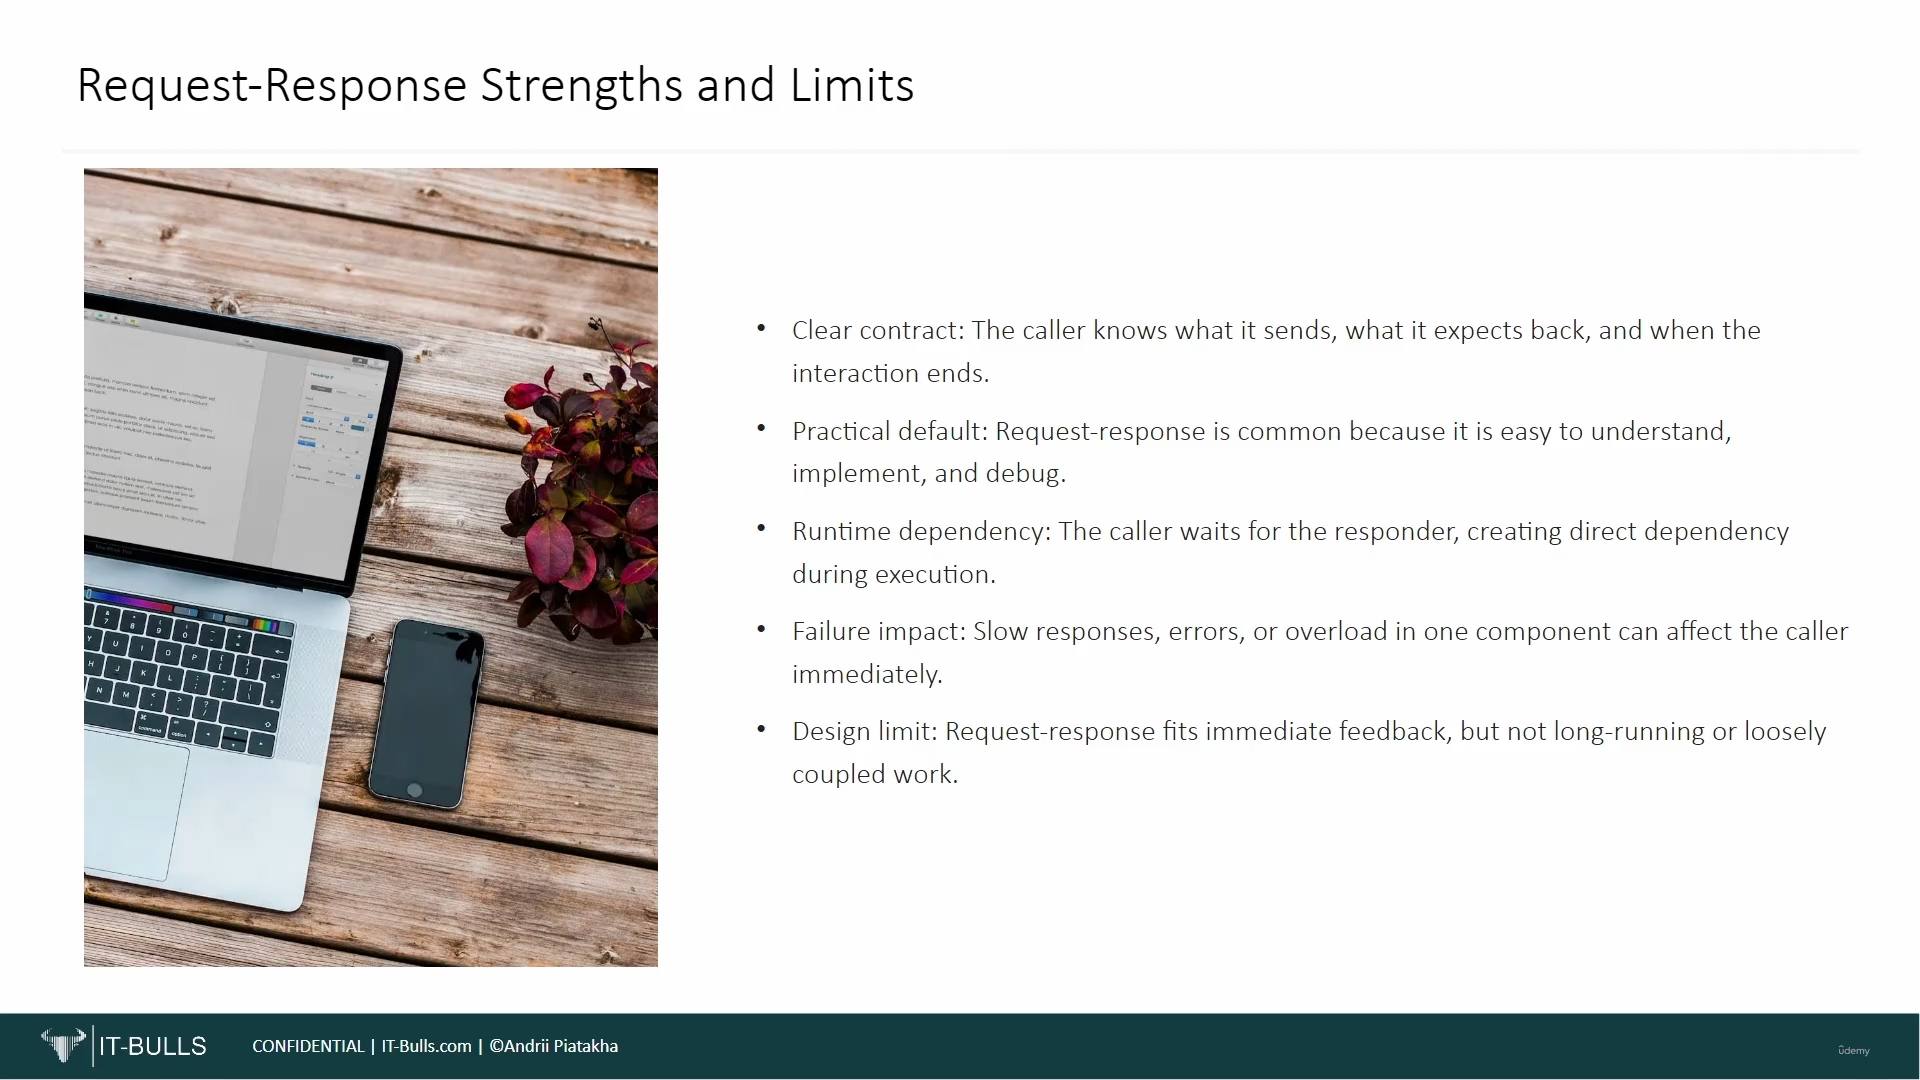 Request-Response Strengths and Limits
• Clear contract: The caller knows what it sends, what it expects back, and when the
interaction ends.
• Practical default: Request-response is common because it is easy to understand,
implement, and debug.
• Runtime dependency: The caller waits for the responder, creating direct dependency
during execution.
• Failure impact: Slow responses, errors, or overload in one component can affect the caller
immediately.
• Design limit: Request-response fits immediate feedback, but not long-running or loosely
coupled work.
IT-BULLS
CONFIDENTIAL | IT-Bulls.com | ©Andrii Piatakha
udemy